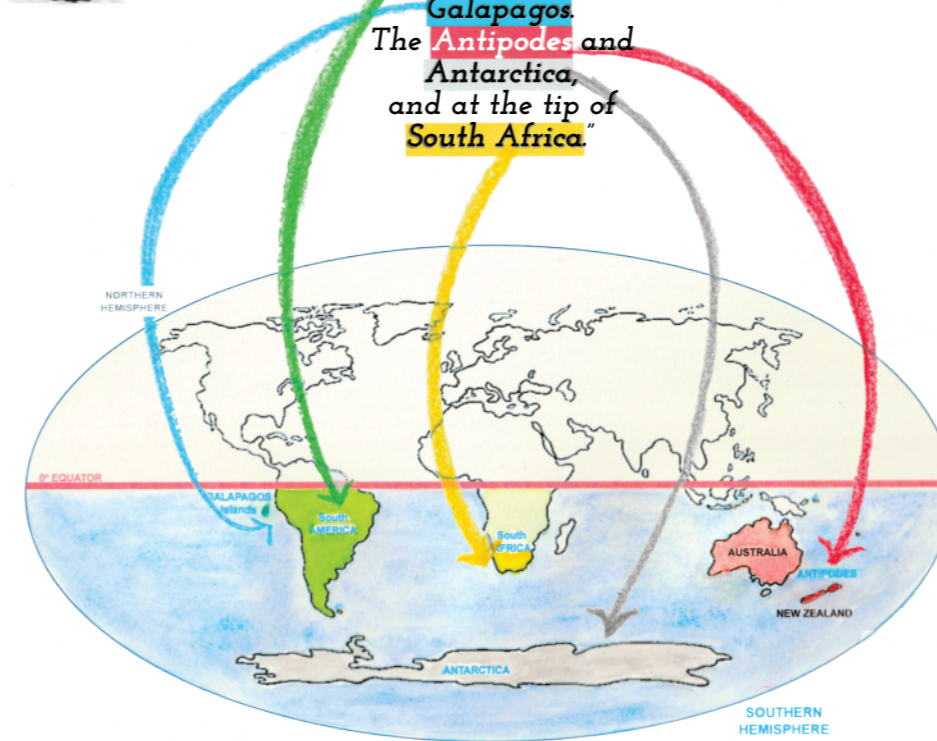 Galapagos.
The Antipodes and
Antarctica,
and at the tip of
South Africa.”
NORTHERN
HEMISPHERE
0° EQUATOR
GALAPAGOS
Islands
South
AMERICA
South
AFRICA
AUSTRALIA
ANTIPODES
NEW ZEALAND
ANTARCTICA
SOUTHERN
HEMISPHERE